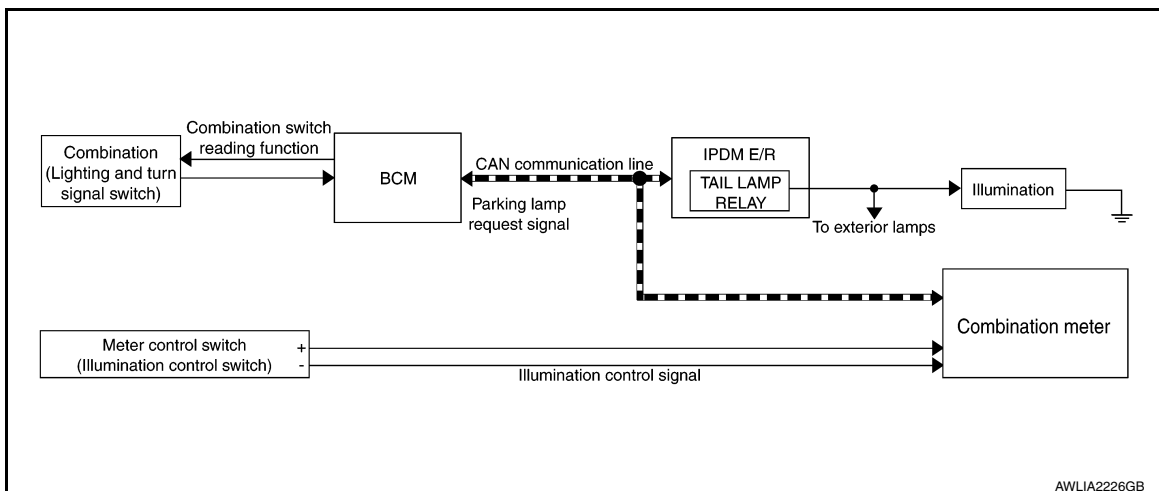 Combination switch
reading function
Combination
(Lighting and turn
signal switch)
BCM
CAN communication line
Parking lamp
request signal
IPDM E/R
TAIL LAMP
RELAY
To exterior lamps
Illumination
Combination meter
Meter control switch
(Illumination control switch)
+
-
Illumination control signal
AWLIA2226GB